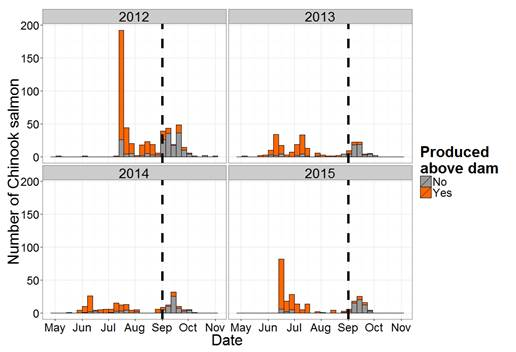 2012 2013
200
150
100
50
0
2014 2015
200
150
100
50
0
May Jun Jul Aug Sep Oct Nov May Jun Jul Aug Sep Oct Nov
Date
Number of Chinook salmon
Produced
above dam
No
Yes